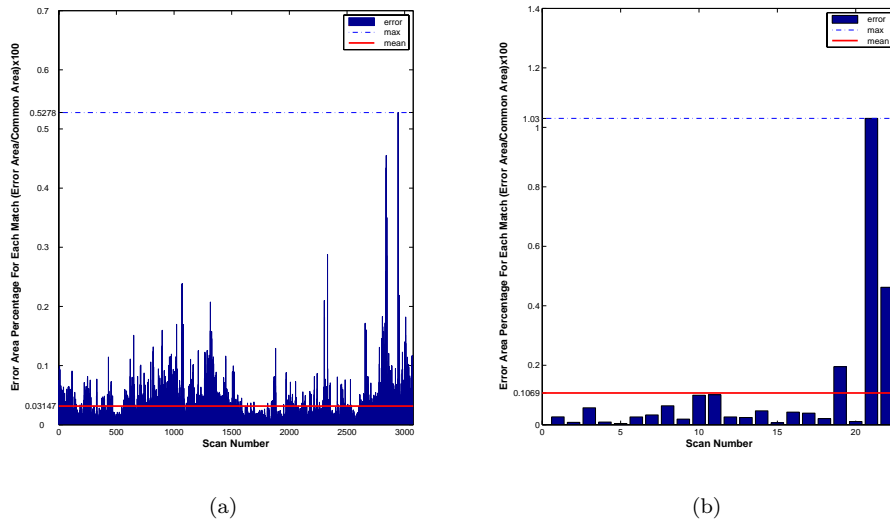 0.7
0.6
0.5278
0.5
0.4
0.3
0.2
0.1
0.03147
0
0 500 1000 1500 2000 2500 3000
Scan Number
Error Area Percentage For Each Match (Error Area/Common Area)x100
error
max
mean
(a)
1.4
1.2
1.03
1
0.8
0.6
0.4
0.2
0.1069
0
0 5 10 15 20
Scan Number
Error Area Percentage For Each Match (Error Area/Common Area)x100
error
max
mean
(b)